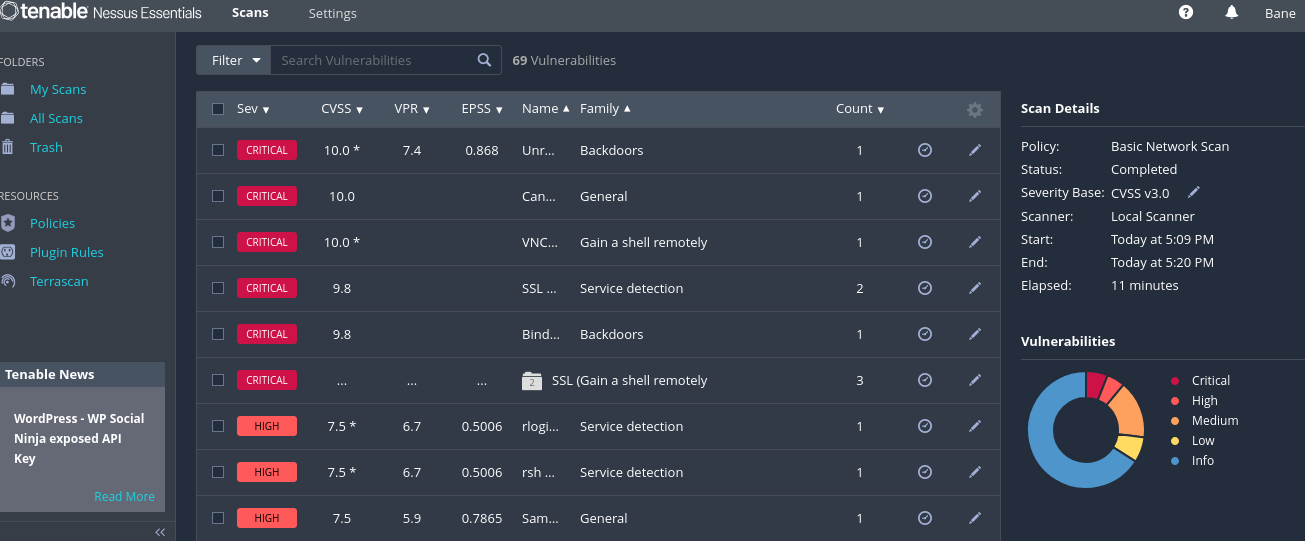 tenable Nessus Essentials Scans Settings ? Bane
FOLDERS
My Scans
All Scans
Trash
RESOURCES
Policies
Plugin Rules
Terrascan
Tenable News
WordPress - WP Social
Ninja exposed API
Key
Read More
Filter Search Vulnerabilities 69 Vulnerabilities
Sev CVSS VPR EPSS Name Family Count
CRITICAL 10.0 * 7.4 0.868 Unr... Backdoors 1
CRITICAL 10.0 Can... General 1
CRITICAL 10.0 * VNC... Gain a shell remotely 1
CRITICAL 9.8 SSL ... Service detection 2
CRITICAL 9.8 Bind... Backdoors 1
CRITICAL ... ... ... 2 SSL (Gain a shell remotely 3
HIGH 7.5 * 6.7 0.5006 rlogi... Service detection 1
HIGH 7.5 * 6.7 0.5006 rsh ... Service detection 1
HIGH 7.5 5.9 0.7865 Sam... General 1
Scan Details
Policy: Basic Network Scan
Status: Completed
Severity Base: CVSS v3.0
Scanner: Local Scanner
Start: Today at 5:09 PM
End: Today at 5:20 PM
Elapsed: 11 minutes
Vulnerabilities
Critical
High
Medium
Low
Info